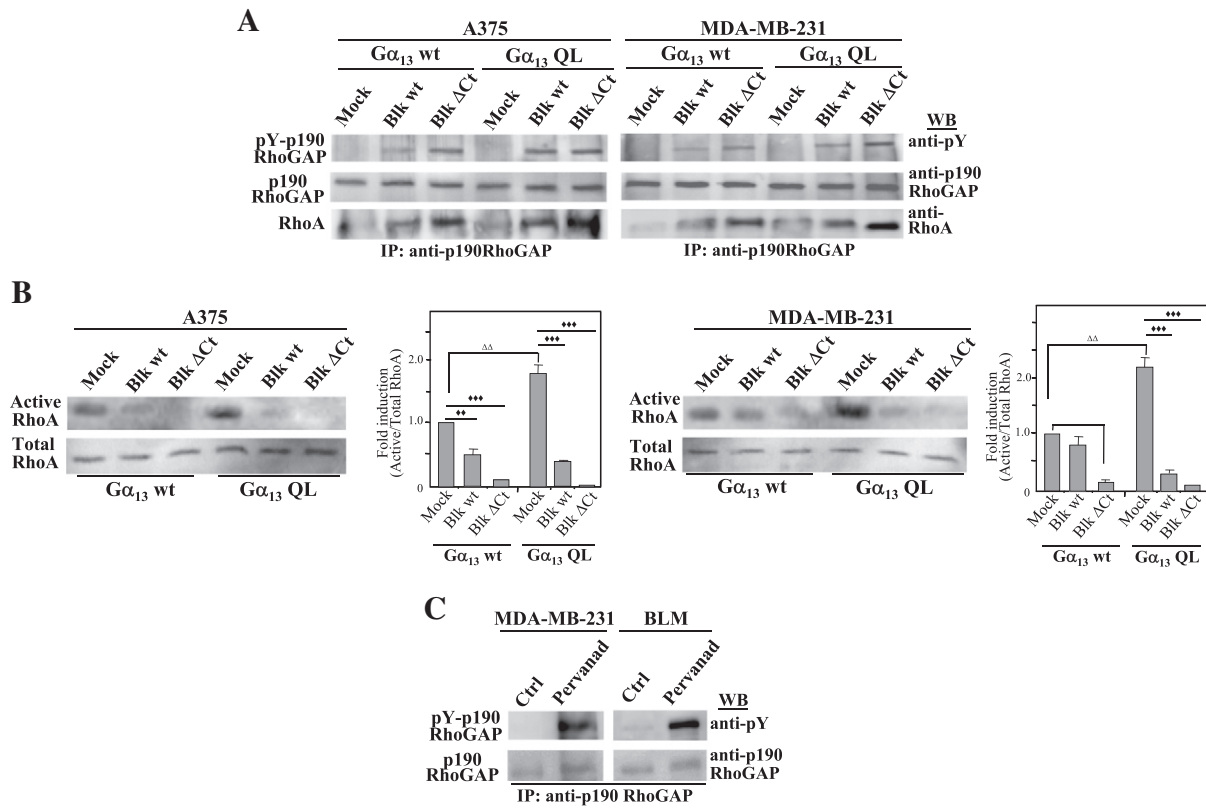 A
A375
MDA-MB-231
Gα13 wt
Gα13 QL
Gα13 wt
Gα13 QL
Mock
Blk wt
Blk ΔCt
Mock
Blk wt
Blk ΔCt
Mock
Blk wt
Blk ΔCt
Mock
Blk wt
Blk ΔCt
WB
pY-p190
RhoGAP
anti-pY
p190
RhoGAP
anti-p190
RhoGAP
RhoA
anti-
RhoA
IP: anti-p190RhoGAP
IP: anti-p190RhoGAP
B
A375
Mock
Blk wt
Blk ΔCt
Mock
Blk wt
Blk ΔCt
Active
RhoA
Total
RhoA
Gα13 wt
Gα13 QL
Fold induction
(Active/Total RhoA)
2.0
1.0
0
ΔΔ
♦♦♦
♦♦♦
♦♦♦
♦♦
Mock
Blk wt
Blk ΔCt
Mock
Blk wt
Blk ΔCt
Gα13 wt
Gα13 QL
MDA-MB-231
Mock
Blk wt
Blk ΔCt
Mock
Blk wt
Blk ΔCt
Active
RhoA
Total
RhoA
Gα13 wt
Gα13 QL
Fold induction
(Active/Total RhoA)
2.0
1.0
0
ΔΔ
♦♦♦
♦♦♦
Mock
Blk wt
Blk ΔCt
Mock
Blk wt
Blk ΔCt
Gα13 wt
Gα13 QL
C
MDA-MB-231
BLM
Ctrl
Pervanad
Ctrl
Pervanad
WB
pY-p190
RhoGAP
anti-pY
p190
RhoGAP
anti-p190
RhoGAP
IP: anti-p190 RhoGAP